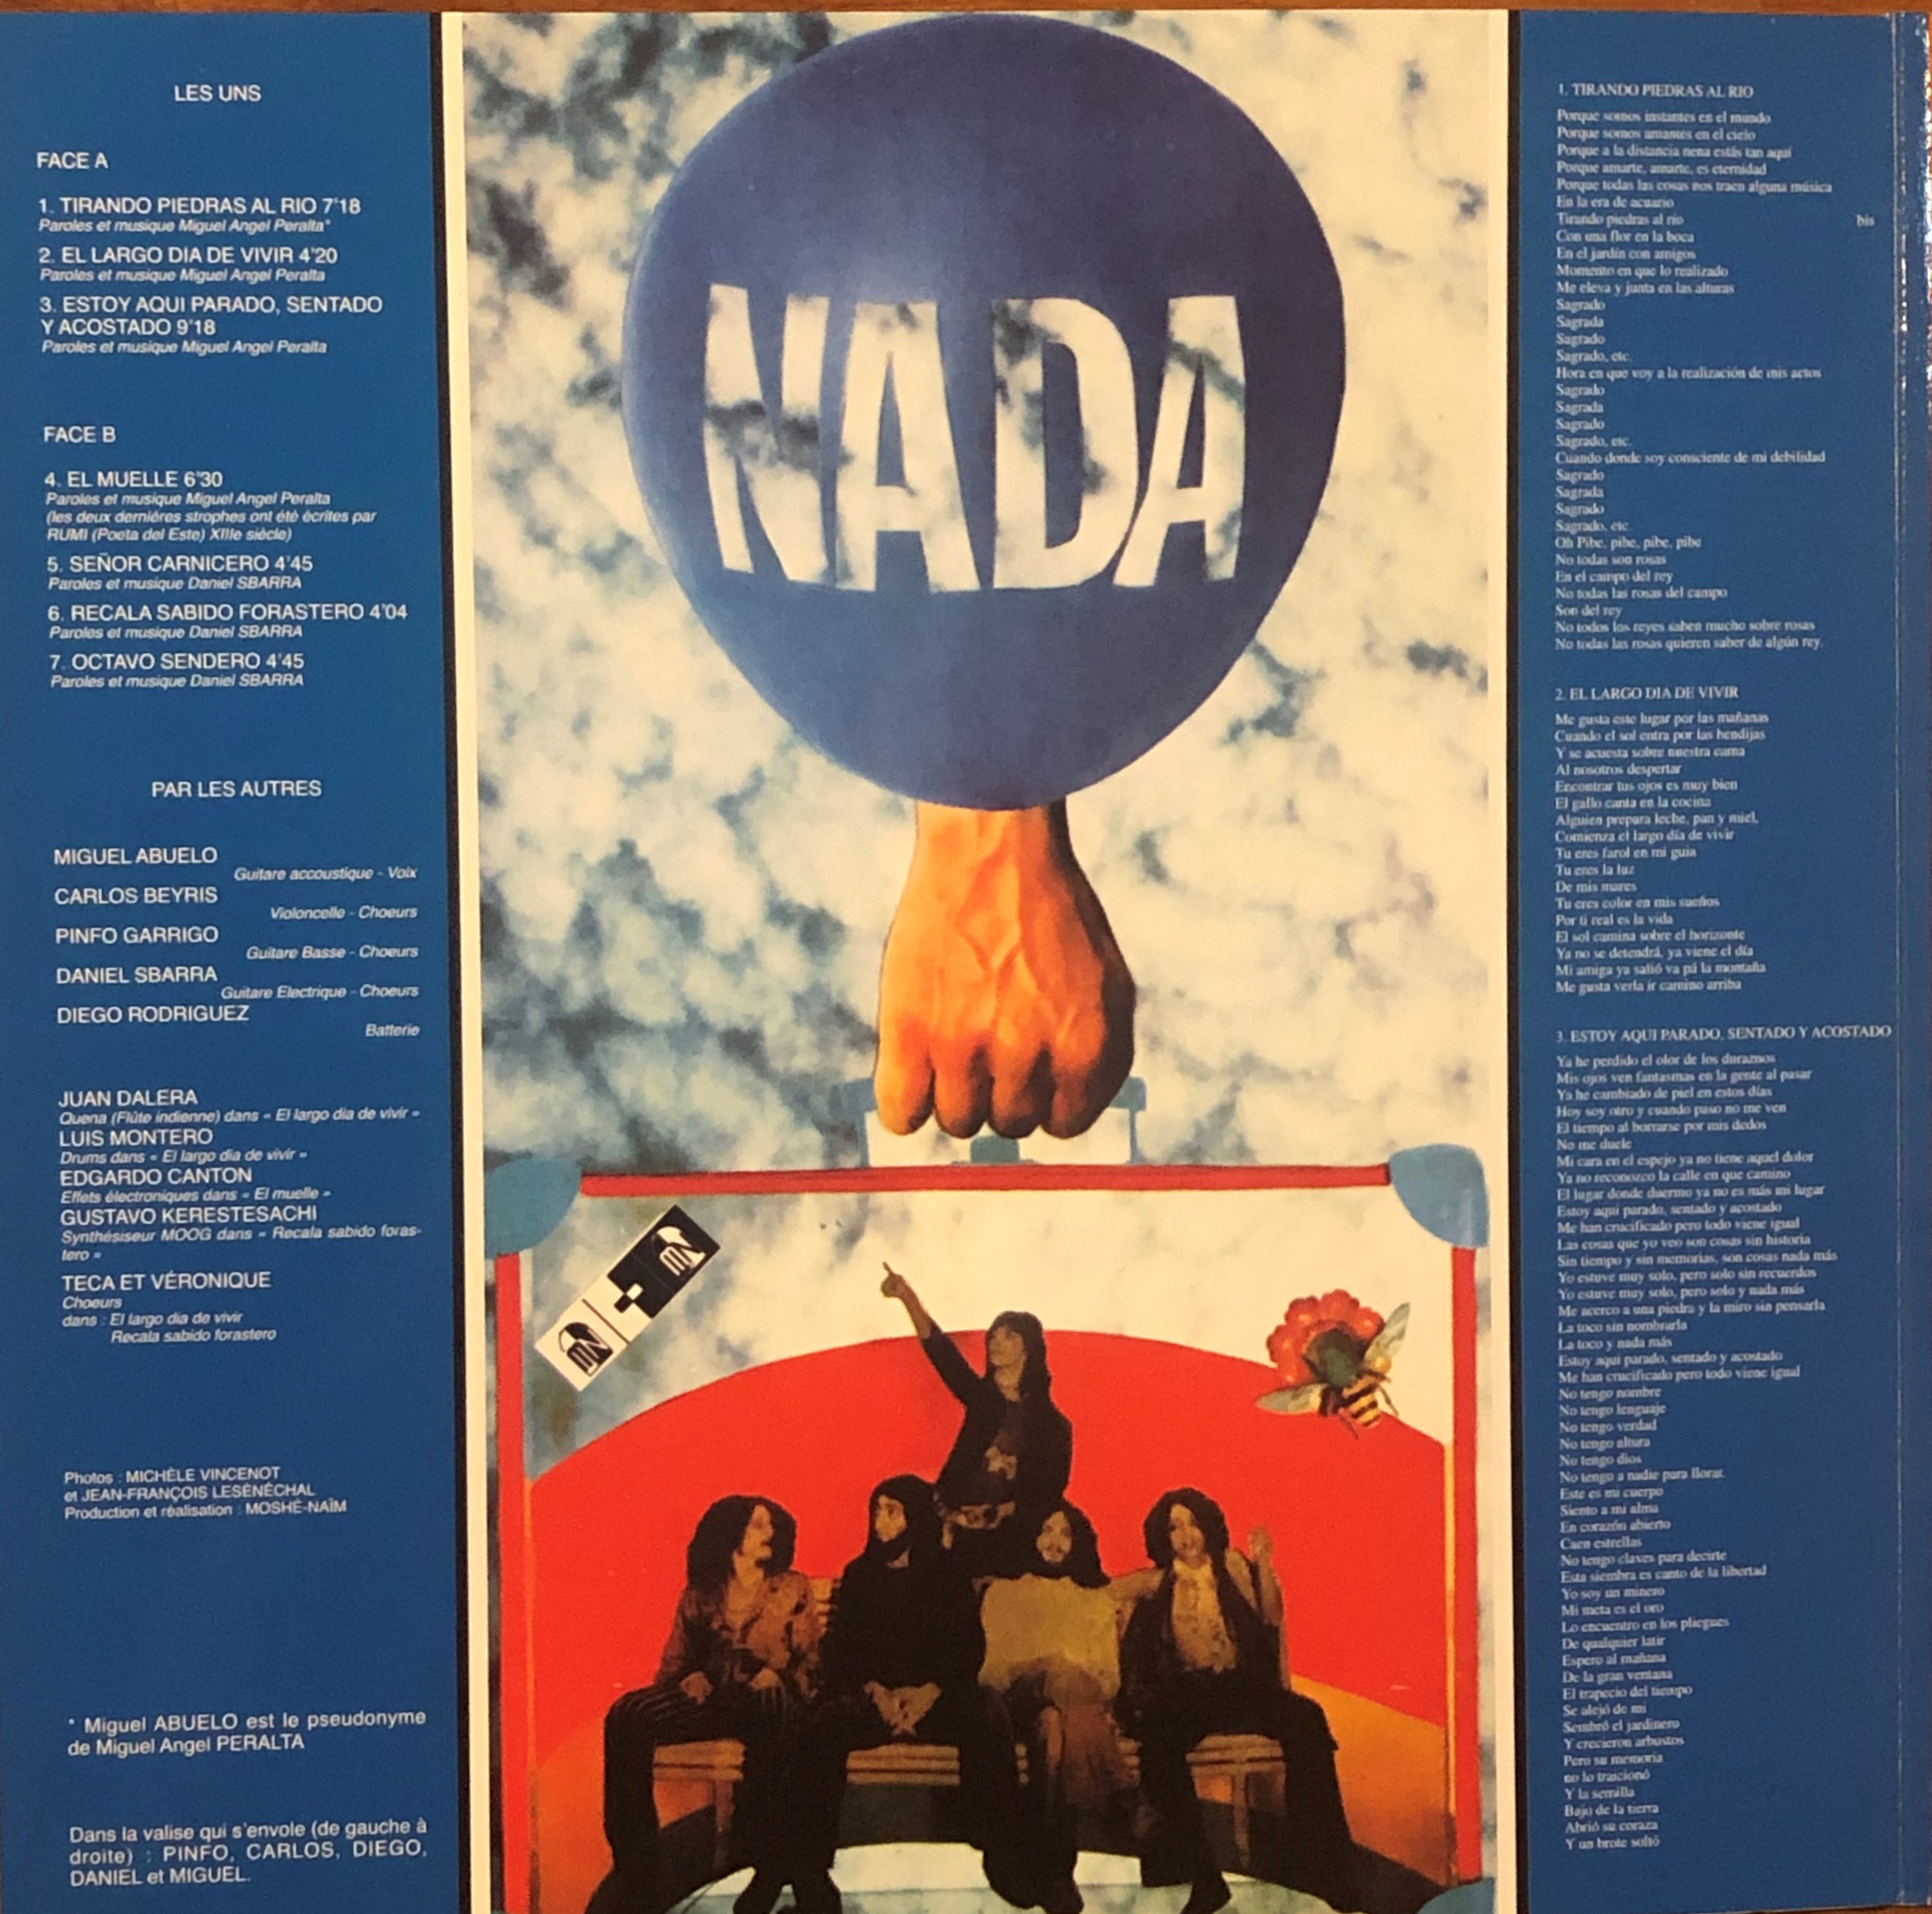 LES UNS
FACE A
1. TIRANDO PIEDRAS AL RIO 7'18
Paroles et musique Miguel Angel Peralta*
2. EL LARGO DIA DE VIVIR 4'20
Paroles et musique Miguel Angel Peralta
3. ESTOY AQUI PARADO, SENTADO
Y ACOSTADO 9'18
Paroles et musique Miguel Angel Peralta
FACE B
4. EL MUELLE 6'30
Paroles et musique Miguel Angel Peralta
(les deux dernières strophes ont été écrites par
RUMI (Poeta del Este) XIIIe siècle)
5. SEÑOR CARNICERO 4'45
Paroles et musique Daniel SBARRA
6. RECALA SABIDO FORASTERO 4'04
Paroles et musique Daniel SBARRA
7. OCTAVO SENDERO 4'45
Paroles et musique Daniel SBARRA
PAR LES AUTRES
MIGUEL ABUELO
Guitare accoustique - Voix
CARLOS BEYRIS
Violoncelle - Choeurs
PINFO GARRIGO
Guitare Basse - Choeurs
DANIEL SBARRA
Guitare Electrique - Choeurs
DIEGO RODRIGUEZ
Batterie
JUAN DALERA
Quena (Flûte indienne) dans « El largo dia de vivir »
LUIS MONTERO
Drums dans « El largo dia de vivir »
EDGARDO CANTON
Effets électroniques dans « El muelle »
GUSTAVO KERESTESACHI
Synthésiseur MOOG dans « Recala sabido foras-
tero »
TECA ET VÉRONIQUE
Choeurs
dans : El largo dia de vivir
Recala sabido forastero
Photos : MICHÈLE VINCENOT
et JEAN-FRANÇOIS LESÉNÉCHAL
Production et réalisation : MOSHÉ-NAÏM
* Miguel ABUELO est le pseudonyme
de Miguel Angel PERALTA
Dans la valise qui s'envole (de gauche à
droite) : PINFO, CARLOS, DIEGO,
DANIEL et MIGUEL.
NADA
1. TIRANDO PIEDRAS AL RIO
Porque somos instantes en el mundo
Porque somos amantes en el cielo
Porque a la distancia nena estás tan aquí
Porque amarte, amarte, es eternidad
Porque todas las cosas nos traen alguna música
En la era de acuario
Tirando piedras al río bis
Con una flor en la boca
En el jardín con amigos
Momento en que lo realizado
Me eleva y junta en las alturas
Sagrado
Sagrada
Sagrado
Sagrado, etc.
Hora en que voy a la realización de mis actos
Sagrado
Sagrada
Sagrado
Sagrado, etc.
Cuando donde soy consciente de mi debilidad
Sagrado
Sagrada
Sagrado
Sagrado, etc.
Oh Pibe, pibe, pibe, pibe
No todas son rosas
En el campo del rey
No todas las rosas del campo
Son del rey
No todos los reyes saben mucho sobre rosas
No todas las rosas quieren saber de algún rey.
2. EL LARGO DIA DE VIVIR
Me gusta este lugar por las mañanas
Cuando el sol entra por las hendijas
Y se acuesta sobre nuestra cama
Al nosotros despertar
Encontrar tus ojos es muy bien
El gallo canta en la cocina
Alguien prepara leche, pan y miel,
Comienza el largo día de vivir
Tu eres farol en mi guia
Tu eres la luz
De mis mares
Tu eres color en mis sueños
Por ti real es la vida
El sol camina sobre el horizonte
Ya no se detendrá, ya viene el día
Mi amiga ya salió va pá la montaña
Me gusta verla ir camino arriba
3. ESTOY AQUI PARADO, SENTADO Y ACOSTADO
Ya he perdido el olor de los duraznos
Mis ojos ven fantasmas en la gente al pasar
Ya he cambiado de piel en estos días
Hoy soy otro y cuando paso no me ven
El tiempo al borrarse por mis dedos
No me duele
Mi cara en el espejo ya no tiene aquel dolor
Ya no reconozco la calle en que camino
El lugar donde duermo ya no es más mi lugar
Estoy aqui parado, sentado y acostado
Me han crucificado pero todo viene igual
Las cosas que yo veo son cosas sin historia
Sin tiempo y sin memorias, son cosas nada más
Yo estuve muy solo, pero solo sin recuerdos
Yo estuve muy solo, pero solo y nada más
Me acerco a una piedra y la miro sin pensarla
La toco sin nombrarla
La toco y nada más
Estoy aqui parado, sentado y acostado
Me han crucificado pero todo viene igual
No tengo nombre
No tengo lenguaje
No tengo verdad
No tengo altura
No tengo dios
No tengo a nadie para llorar.
Este es mi cuerpo
Siento a mi alma
En corazón abierto
Caen estrellas
No tengo claves para decirte
Esta siembra es canto de la libertad
Yo soy un minero
Mi meta es el oro
Lo encuentro en los pliegues
De qualquier latir
Espero al mañana
De la gran ventana
El trapecio del tiempo
Se alejó de mi
Sembró el jardinero
Y crecieron arbustos
Pero su memoria
no lo trascionó
Y la semilla
Bajo de la tierra
Abrió su coraza
Y un brote soltó